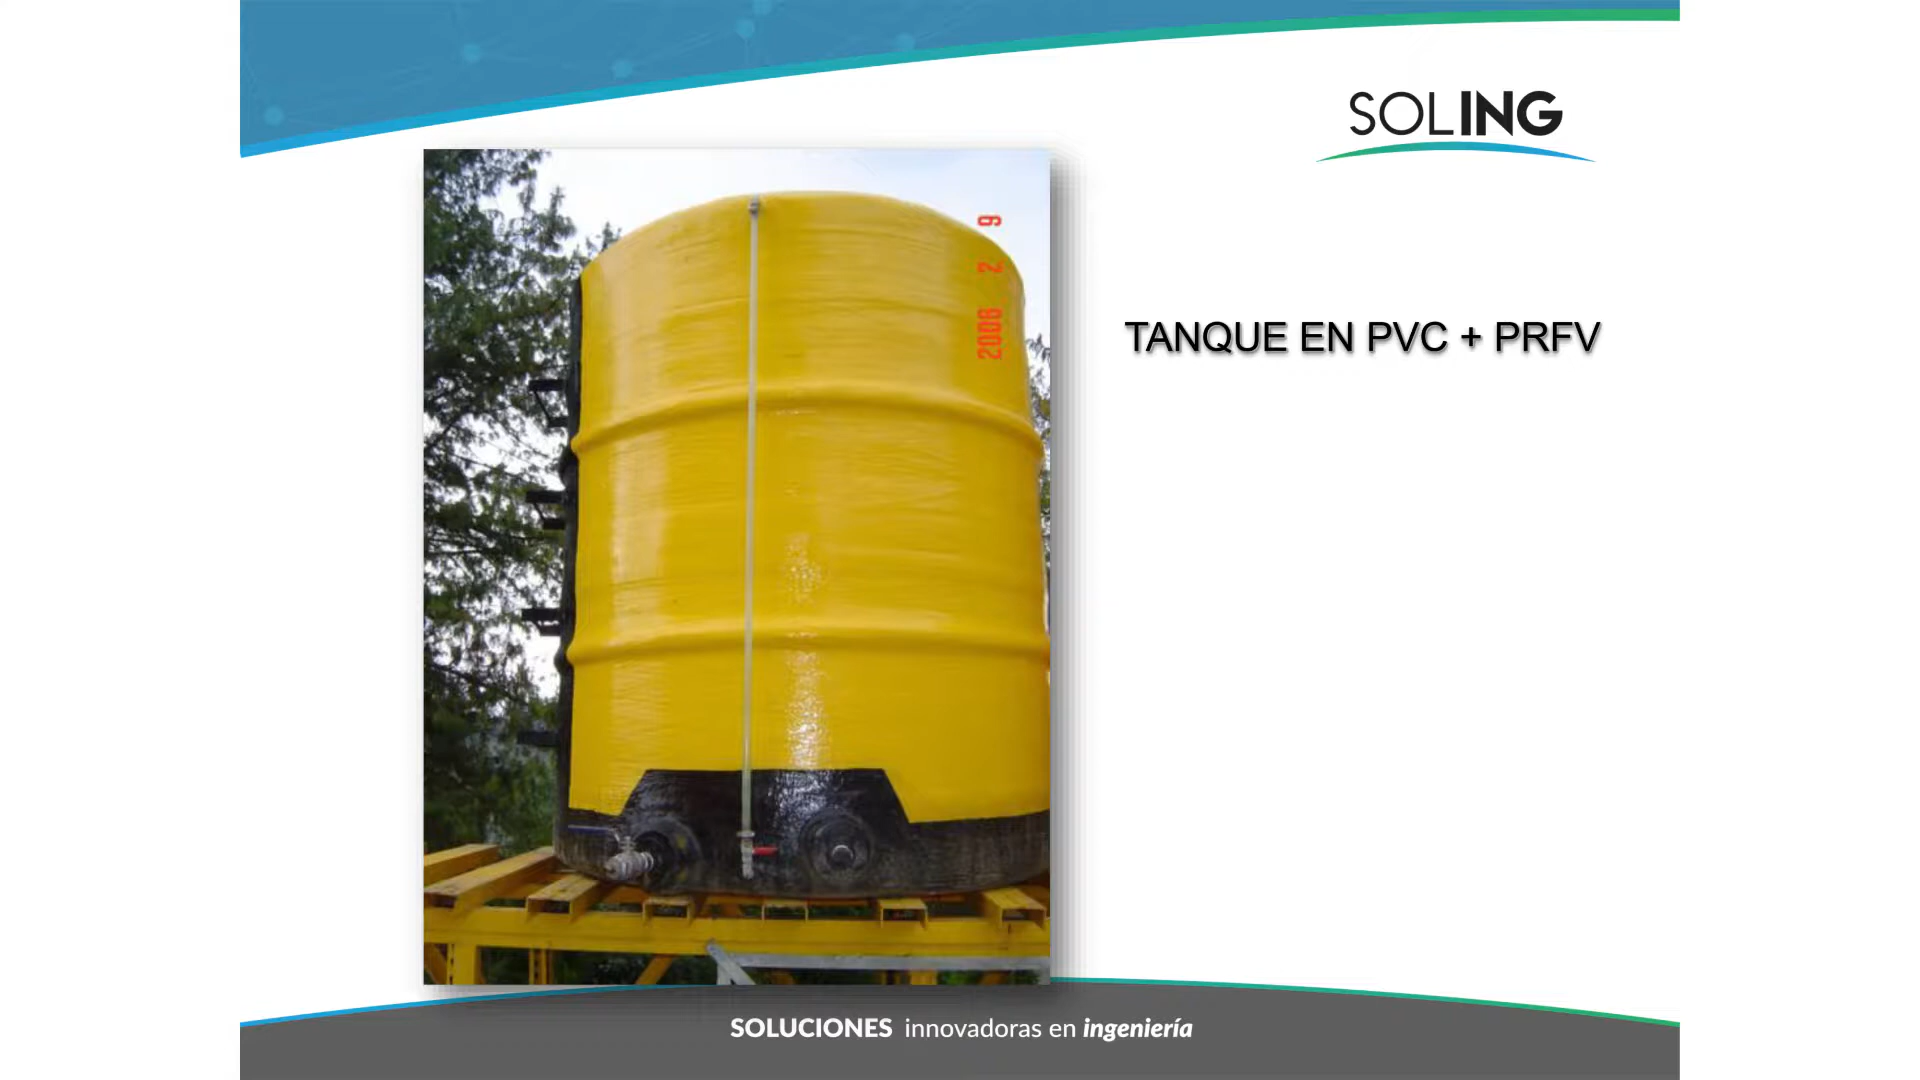 SOLING
TANQUE EN PVC + PRFV
2006 2 9
SOLUCIONES innovadoras en ingeniería